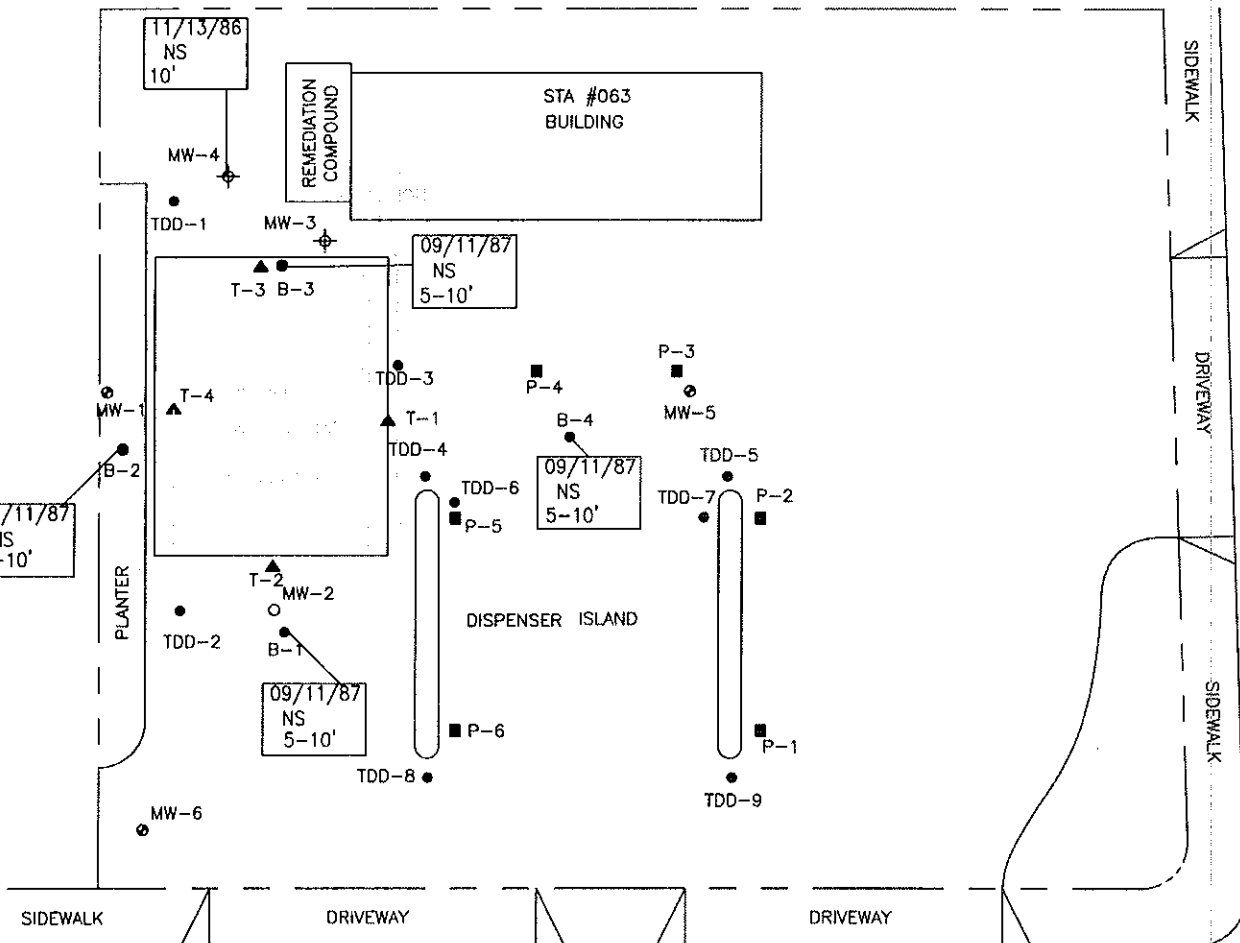 11/13/86
NS
10'
STA #063
BUILDING
REMEDIATION
COMPOUND
SIDEWALK
MW-4
TDD-1
MW-3
09/11/87
NS
5-10'
T-3 B-3
P-3
TDD-3
P-4
DRIVEWAY
T-4
MW-1
MW-5
T-1
B-4
TDD-4
B-2
09/11/87
NS
5-10'
TDD-5
TDD-6
TDD-7
P-2
/11/87
NS
-10'
P-5
T-2
MW-2
PLANTER
DISPENSER ISLAND
TDD-2
B-1
09/11/87
NS
5-10'
SIDEWALK
P-6
P-1
TDD-8
TDD-9
MW-6
SIDEWALK
DRIVEWAY
DRIVEWAY